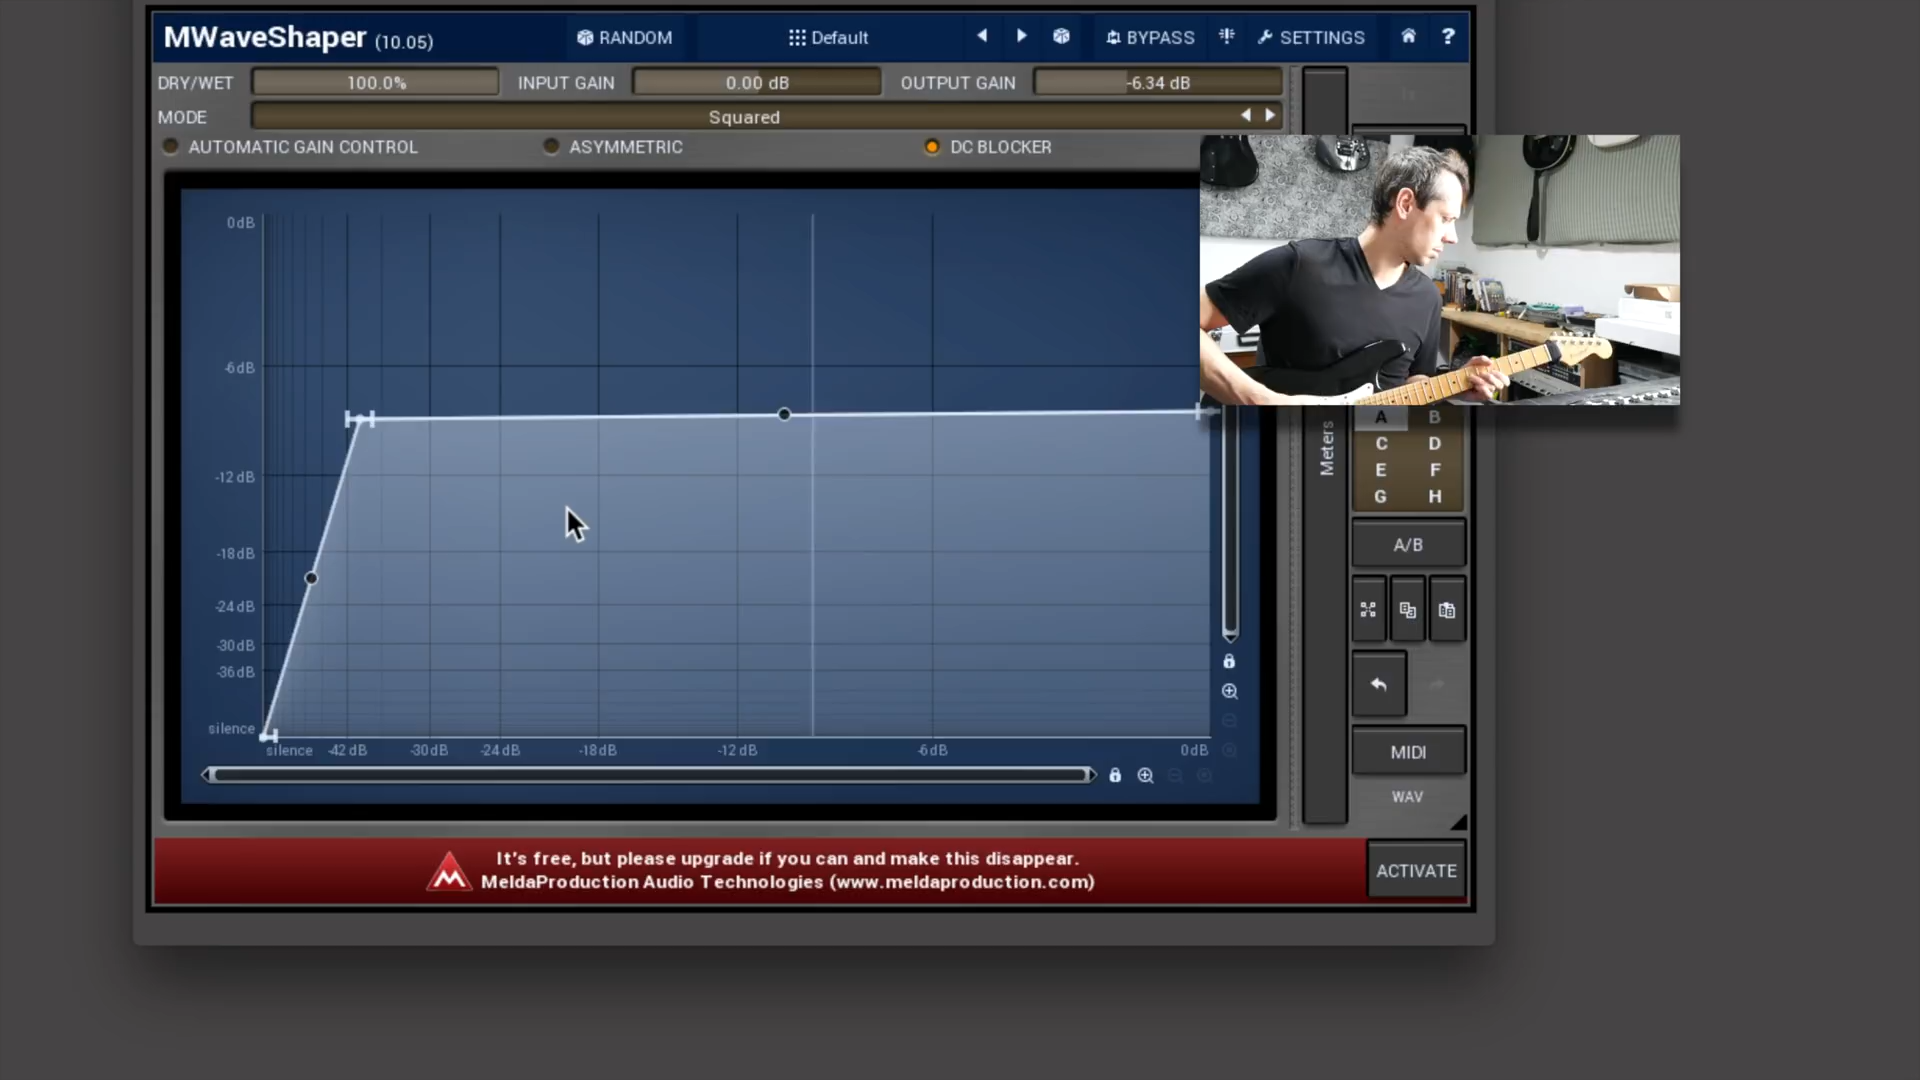 MWaveShaper (10.05) RANDOM Default BYPASS SETTINGS ?
DRY/WET 100.0% INPUT GAIN 0.00 dB OUTPUT GAIN -6.34 dB
MODE Squared
AUTOMATIC GAIN CONTROL ASYMMETRIC DC BLOCKER
0dB
-6dB
-12dB
-18dB
-24dB
-30dB
-36dB
silence
silence -42dB -30dB -24dB -18dB -12dB -6dB 0dB
Meters
A B
C D
E F
G H
A/B
MIDI
WAV
It's free, but please upgrade if you can and make this disappear.
MeldaProduction Audio Technologies (www.meldaproduction.com)
ACTIVATE